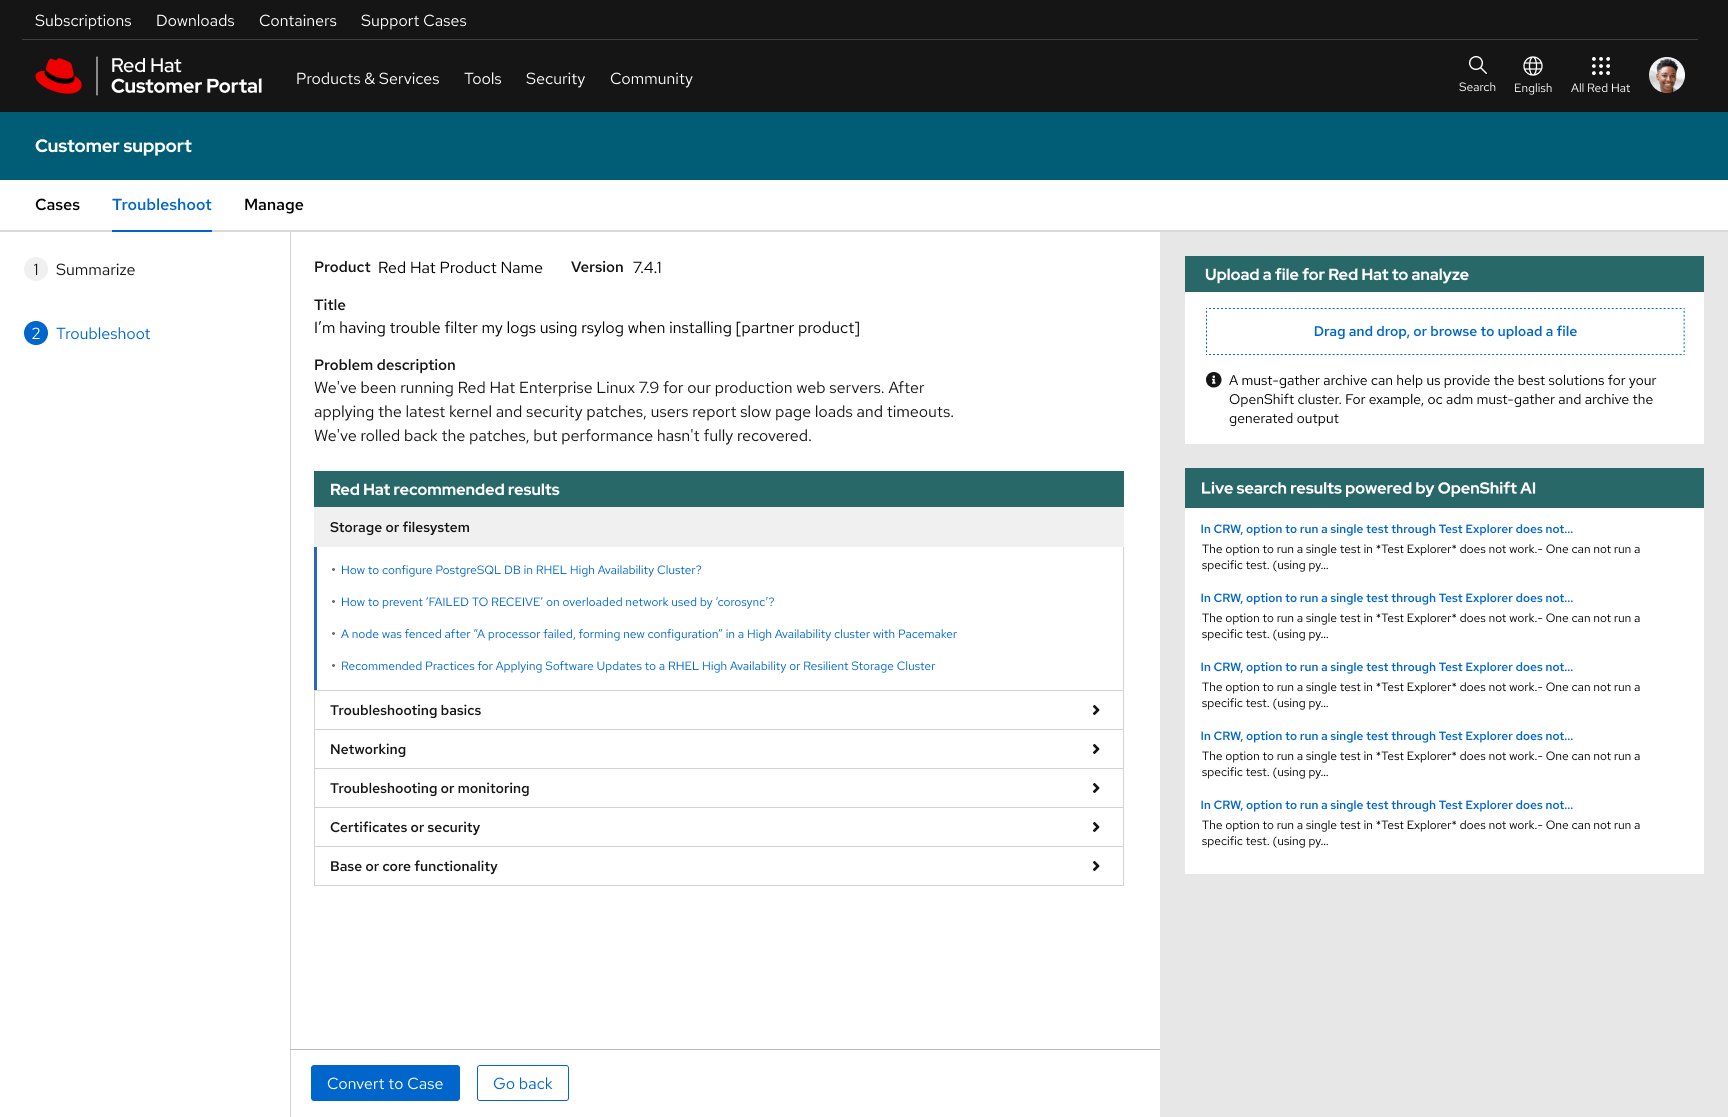 Subscriptions Downloads Containers Support Cases
Red Hat
Customer Portal
Products & Services Tools Security Community
Search English All Red Hat
Customer support
Cases Troubleshoot Manage
1 Summarize
2 Troubleshoot
Product Red Hat Product Name Version 7.4.1
Title
I'm having trouble filter my logs using rsylog when installing [partner product]
Problem description
We've been running Red Hat Enterprise Linux 7.9 for our production web servers. After
applying the latest kernel and security patches, users report slow page loads and timeouts.
We've rolled back the patches, but performance hasn't fully recovered.
Red Hat recommended results
Storage or filesystem
• How to configure PostgreSQL DB in RHEL High Availability Cluster?
• How to prevent ‘FAILED TO RECEIVE’ on overloaded network used by ‘corosync’?
• A node was fenced after “A processor failed, forming new configuration” in a High Availability cluster with Pacemaker
• Recommended Practices for Applying Software Updates to a RHEL High Availability or Resilient Storage Cluster
Troubleshooting basics
Networking
Troubleshooting or monitoring
Certificates or security
Base or core functionality
Convert to Case Go back
Upload a file for Red Hat to analyze
Drag and drop, or browse to upload a file
A must-gather archive can help us provide the best solutions for your
OpenShift cluster. For example, oc adm must-gather and archive the
generated output
Live search results powered by OpenShift AI
In CRW, option to run a single test through Test Explorer does not...
The option to run a single test in *Test Explorer* does not work.- One can not run a
specific test. (using py...
In CRW, option to run a single test through Test Explorer does not...
The option to run a single test in *Test Explorer* does not work.- One can not run a
specific test. (using py...
In CRW, option to run a single test through Test Explorer does not...
The option to run a single test in *Test Explorer* does not work.- One can not run a
specific test. (using py...
In CRW, option to run a single test through Test Explorer does not...
The option to run a single test in *Test Explorer* does not work.- One can not run a
specific test. (using py...
In CRW, option to run a single test through Test Explorer does not...
The option to run a single test in *Test Explorer* does not work.- One can not run a
specific test. (using py...